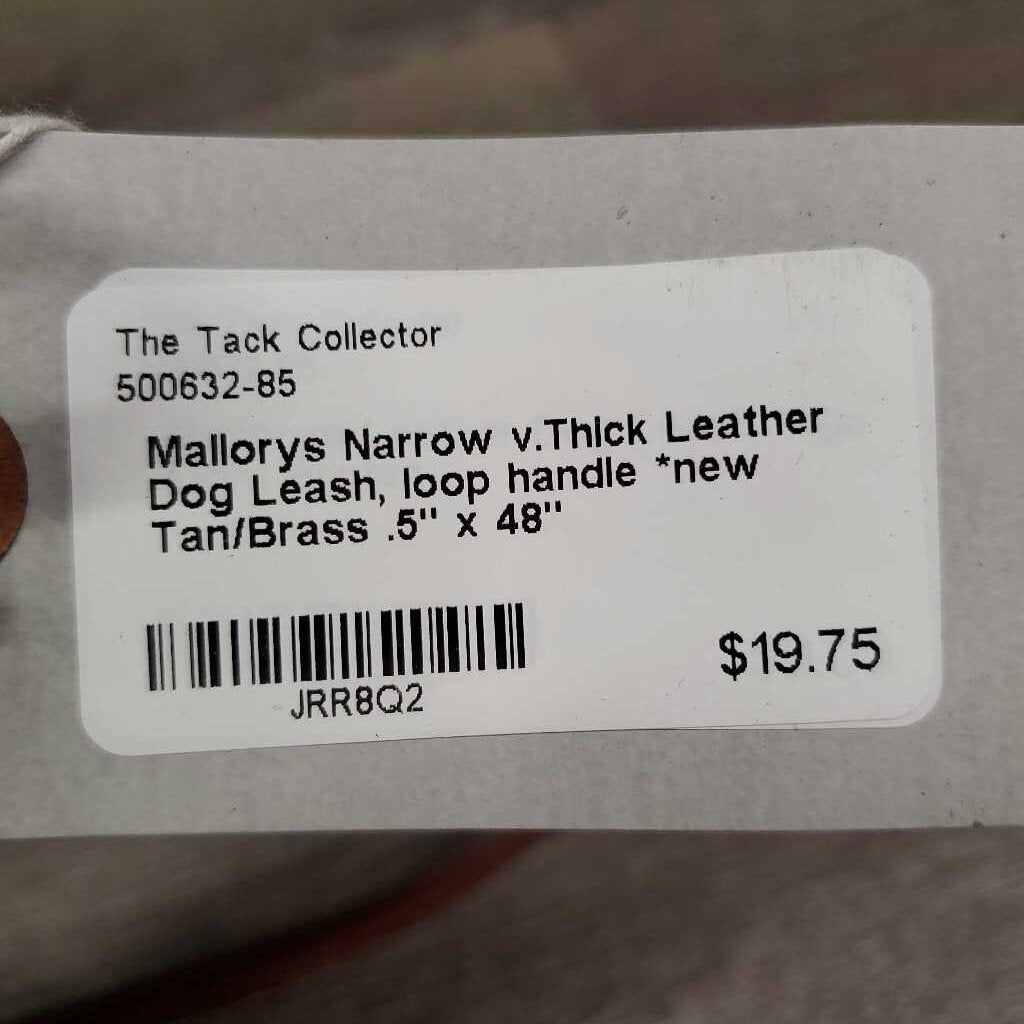 The Tack Collector
500632-85
Mallorys Narrow v.Thick Leather
Dog Leash, loop handle *new
Tan/Brass .5" x 48"
JRR8Q2
$19.75